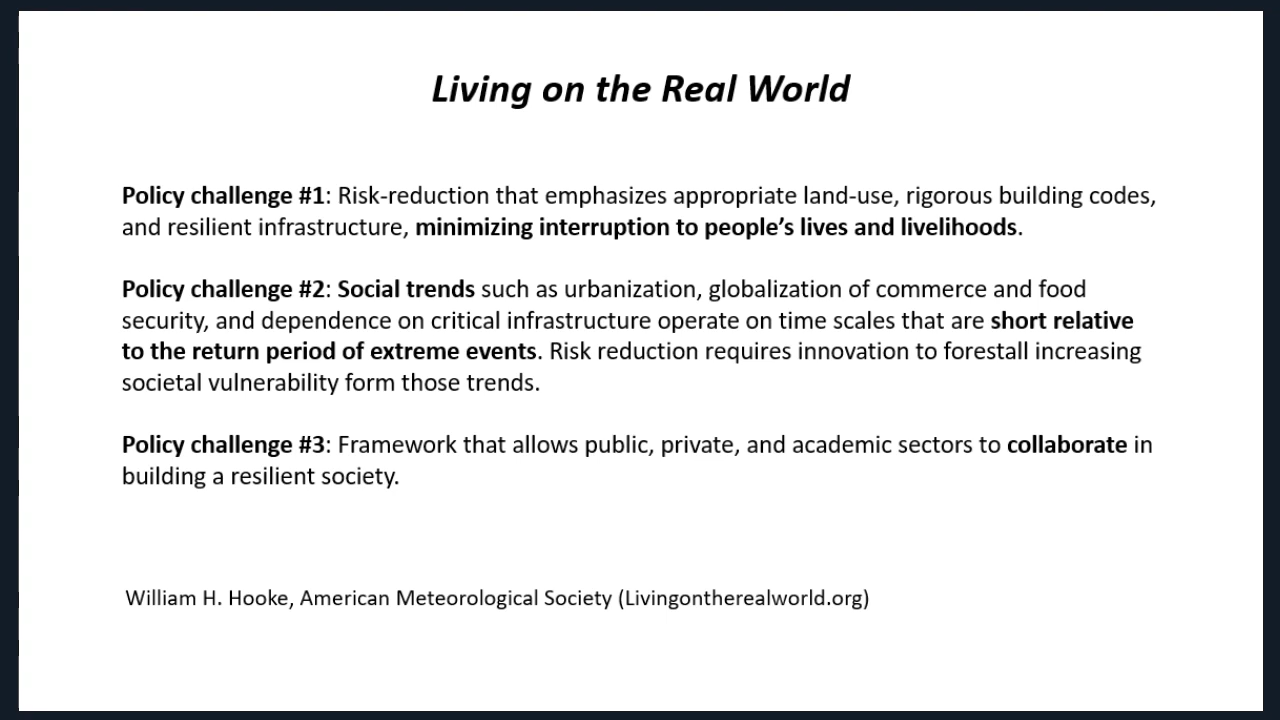 Living on the Real World
Policy challenge #1: Risk-reduction that emphasizes appropriate land-use, rigorous building codes,
and resilient infrastructure, minimizing interruption to people’s lives and livelihoods.
Policy challenge #2: Social trends such as urbanization, globalization of commerce and food
security, and dependence on critical infrastructure operate on time scales that are short relative
to the return period of extreme events. Risk reduction requires innovation to forestall increasing
societal vulnerability form those trends.
Policy challenge #3: Framework that allows public, private, and academic sectors to collaborate in
building a resilient society.
William H. Hooke, American Meteorological Society (Livingontherealworld.org)